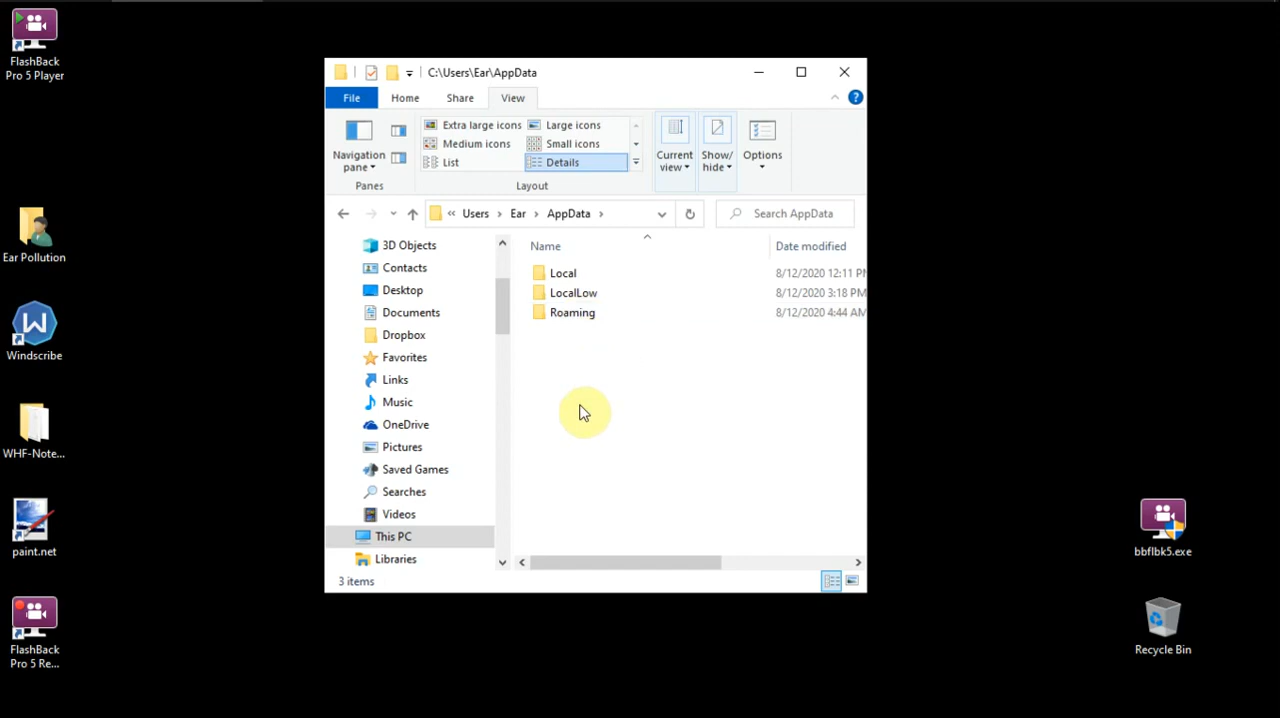 FlashBack
Pro 5 Player
Ear Pollution
Windscribe
WHF-Note...
paint.net
FlashBack
Pro 5 Re...
C:\Users\Ear\AppData
File Home Share View
Navigation
pane
Panes
Extra large icons Large icons
Medium icons Small icons
List Details
Layout
Current
view
Show/
hide
Options
« Users > Ear > AppData >
Search AppData
3D Objects
Contacts
Desktop
Documents
Dropbox
Favorites
Links
Music
OneDrive
Pictures
Saved Games
Searches
Videos
This PC
Libraries
Name Date modified
Local 8/12/2020 12:11 PM
LocalLow 8/12/2020 3:18 PM
Roaming 8/12/2020 4:44 AM
3 items
bbflbk5.exe
Recycle Bin